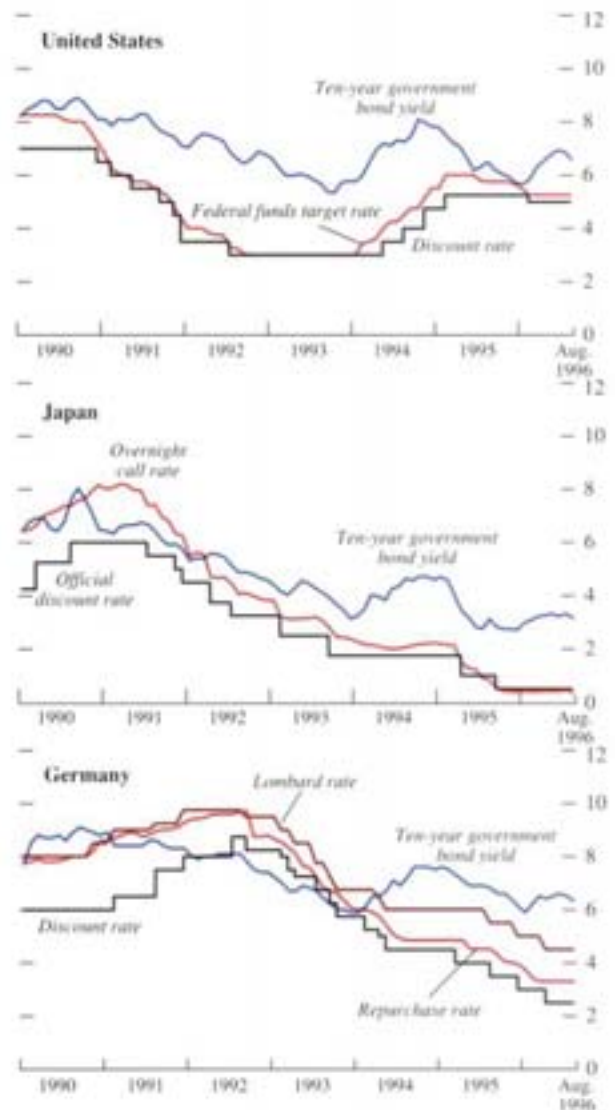 12
United States
10
Ten-year government
bond yield
8
6
Federal funds target rate
Discount rate
4
2
0
1990 1991 1992 1993 1994 1995 Aug.
1996
12
Japan
10
Overnight
call rate
8
Ten-year government
bond yield
6
Official
discount rate
4
2
0
1990 1991 1992 1993 1994 1995 Aug.
1996
12
Germany
Lombard rate
10
Ten-year government
bond yield
8
6
Discount rate
4
Repurchase rate
2
0
1990 1991 1992 1993 1994 1995 Aug.
1996